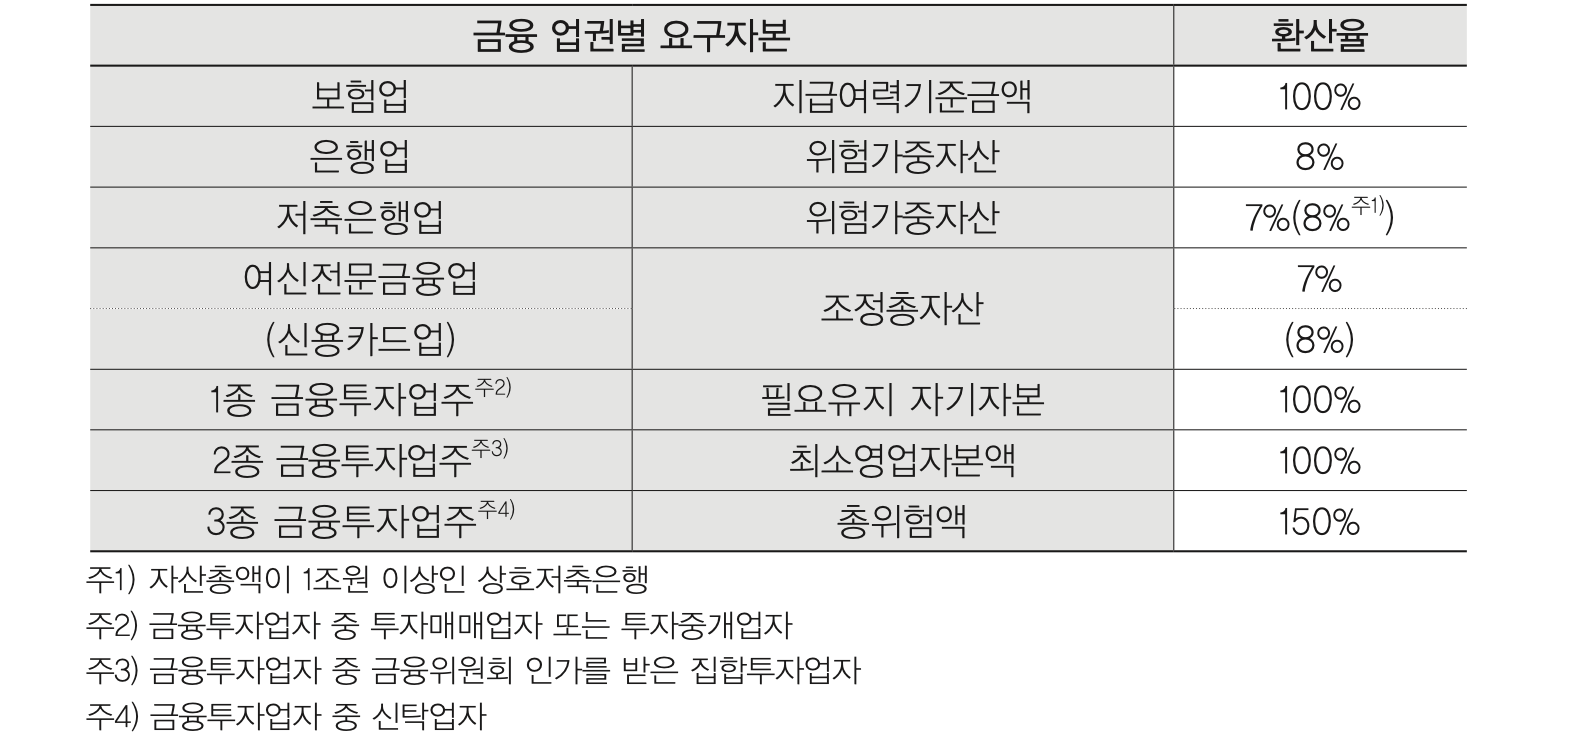 금융 업권별 요구자본 환산율
보험업 지급여력기준금액 100%
은행업 위험가중자산 8%
저축은행업 위험가중자산 7%(8%주1))
여신전문금융업 조정총자산 7%
(신용카드업) (8%)
1종 금융투자업주주2) 필요유지 자기자본 100%
2종 금융투자업주주3) 최소영업자본액 100%
3종 금융투자업주주4) 총위험액 150%
주1) 자산총액이 1조원 이상인 상호저축은행
주2) 금융투자업자 중 투자매매업자 또는 투자중개업자
주3) 금융투자업자 중 금융위원회 인가를 받은 집합투자업자
주4) 금융투자업자 중 신탁업자